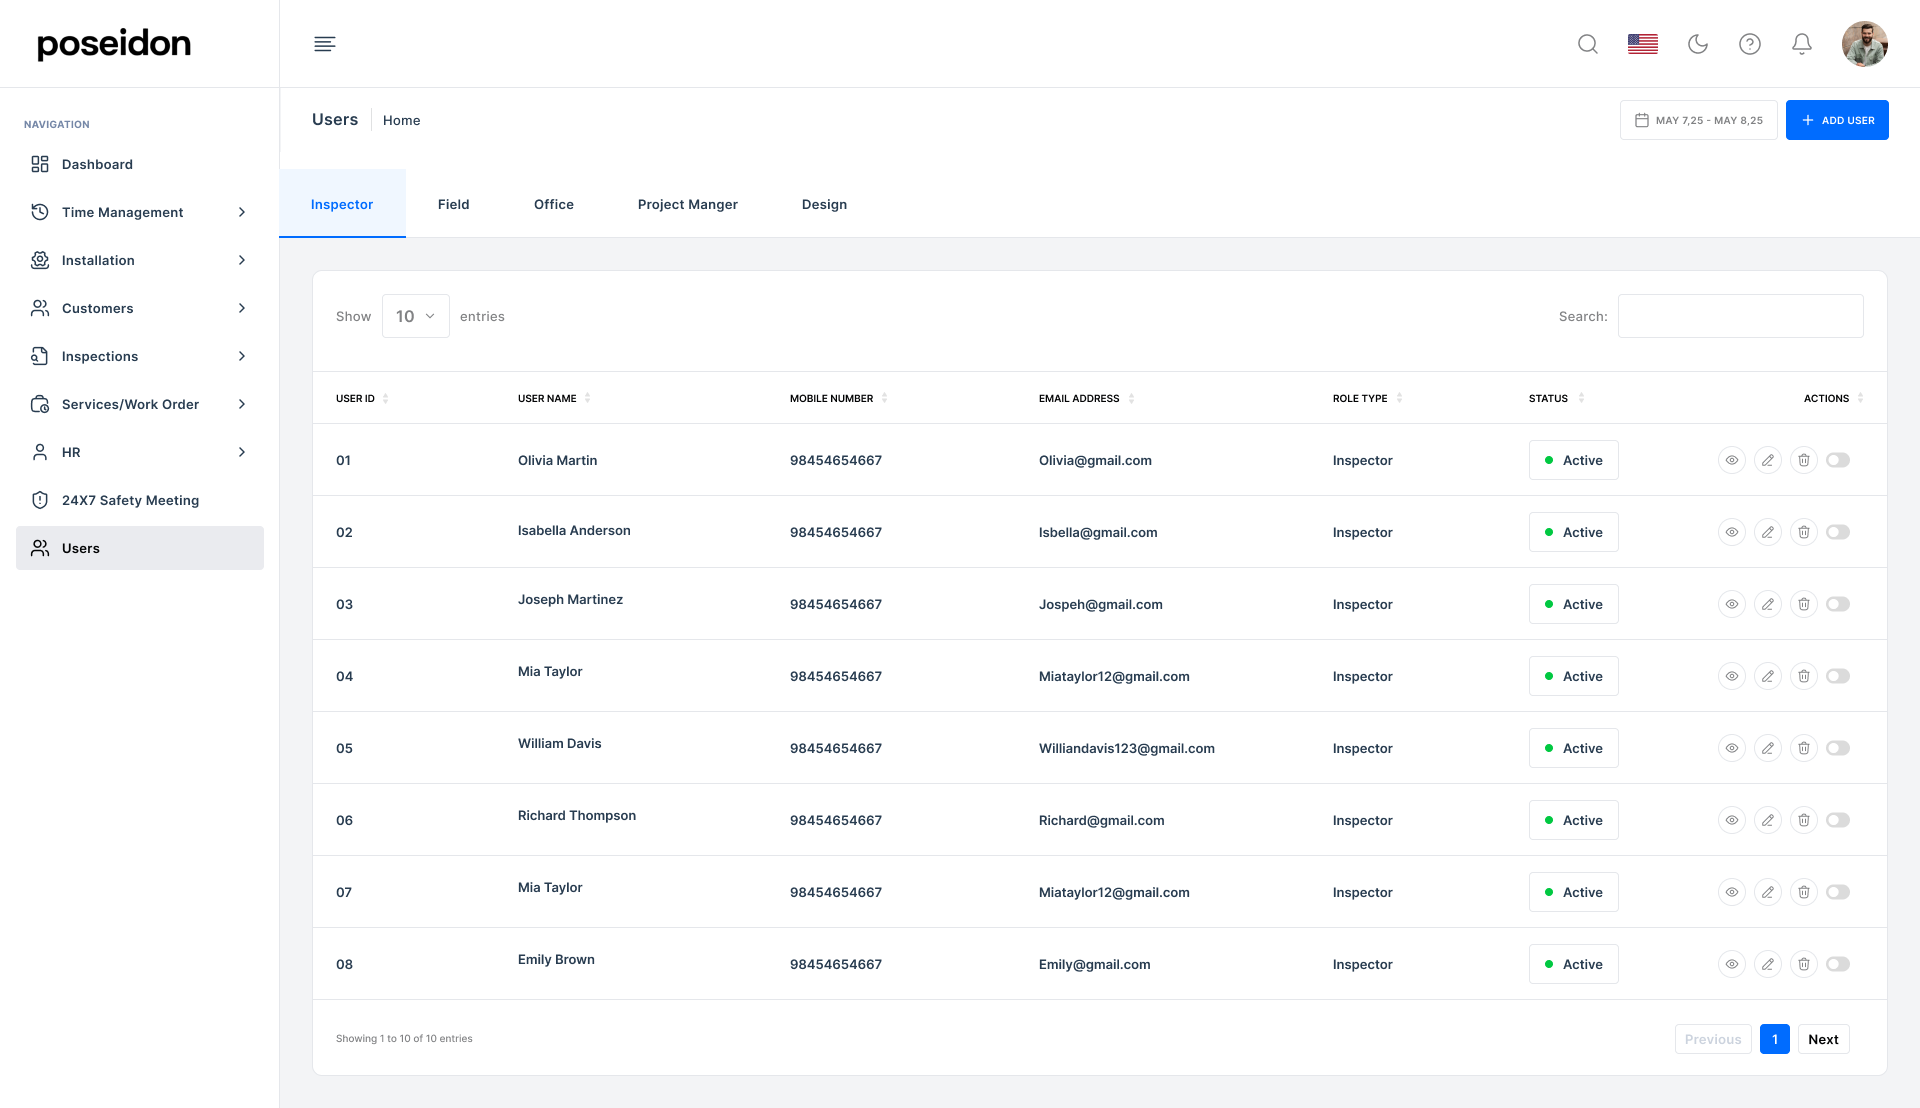 poseidon
Users
Home
MAY 7,25 - MAY 8,25
ADD USER
NAVIGATION
Dashboard
Time Management
Installation
Customers
Inspections
Services/Work Order
HR
24X7 Safety Meeting
Users
Inspector
Field
Office
Project Manger
Design
Show 10 entries
Search:
USER ID USER NAME MOBILE NUMBER EMAIL ADDRESS ROLE TYPE STATUS ACTIONS
01 Olivia Martin 98454654667 Olivia@gmail.com Inspector Active
02 Isabella Anderson 98454654667 Isbella@gmail.com Inspector Active
03 Joseph Martinez 98454654667 Jospeh@gmail.com Inspector Active
04 Mia Taylor 98454654667 Miataylor12@gmail.com Inspector Active
05 William Davis 98454654667 Williandavis123@gmail.com Inspector Active
06 Richard Thompson 98454654667 Richard@gmail.com Inspector Active
07 Mia Taylor 98454654667 Miataylor12@gmail.com Inspector Active
08 Emily Brown 98454654667 Emily@gmail.com Inspector Active
Showing 1 to 10 of 10 entries
Previous 1 Next